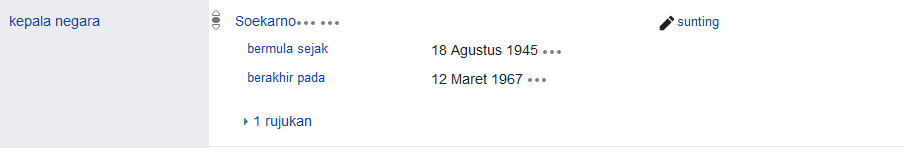 kepala negara
Soekarno
sunting
bermula sejak 18 Agustus 1945
berakhir pada 12 Maret 1967
1 rujukan